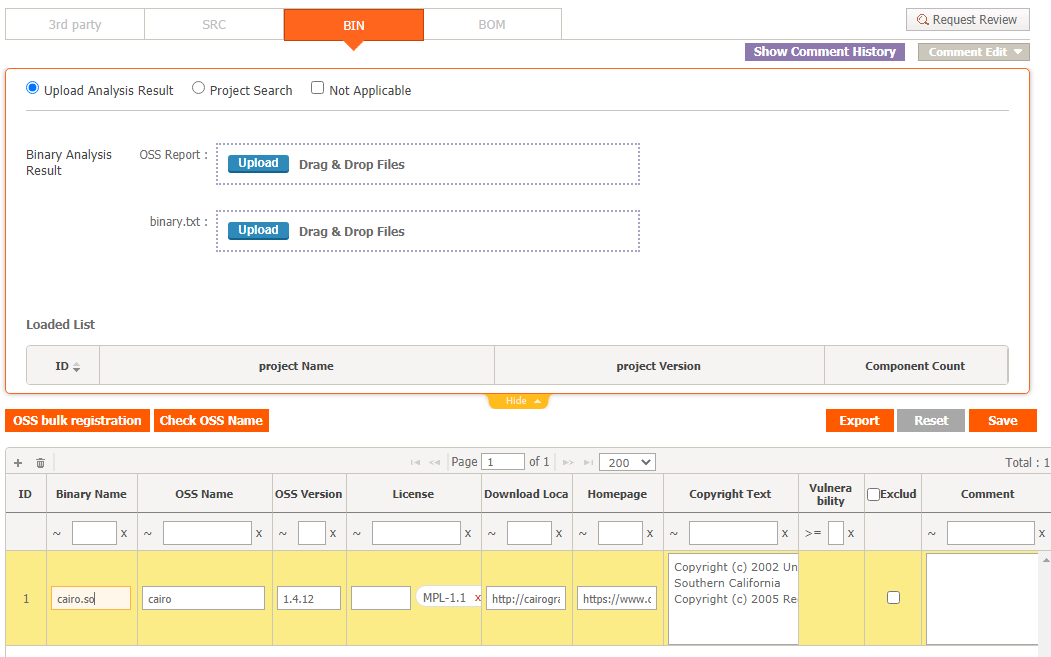 3rd party SRC BIN BOM
Request Review
Show Comment History Comment Edit
Upload Analysis Result Project Search Not Applicable
Binary Analysis Result
OSS Report : Upload Drag & Drop Files
binary.txt : Upload Drag & Drop Files
Loaded List
ID project Name project Version Component Count
Hide
OSS bulk registration Check OSS Name Export Reset Save
Page 1 of 1 200 Total : 1
ID Binary Name OSS Name OSS Version License Download Loca Homepage Copyright Text Vulnera bility Exclud Comment
~ x ~ x ~ x ~ x ~ x ~ x ~ x >= x ~ x
1 cairo.so cairo 1.4.12 MPL-1.1 x http://cairogra https://www.c
Copyright (c) 2002 Un
Southern California
Copyright (c) 2005 Re